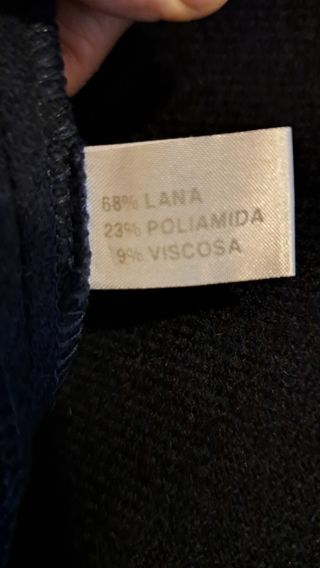 68% LANA
23% POLIAMIDA
9% VISCOSA